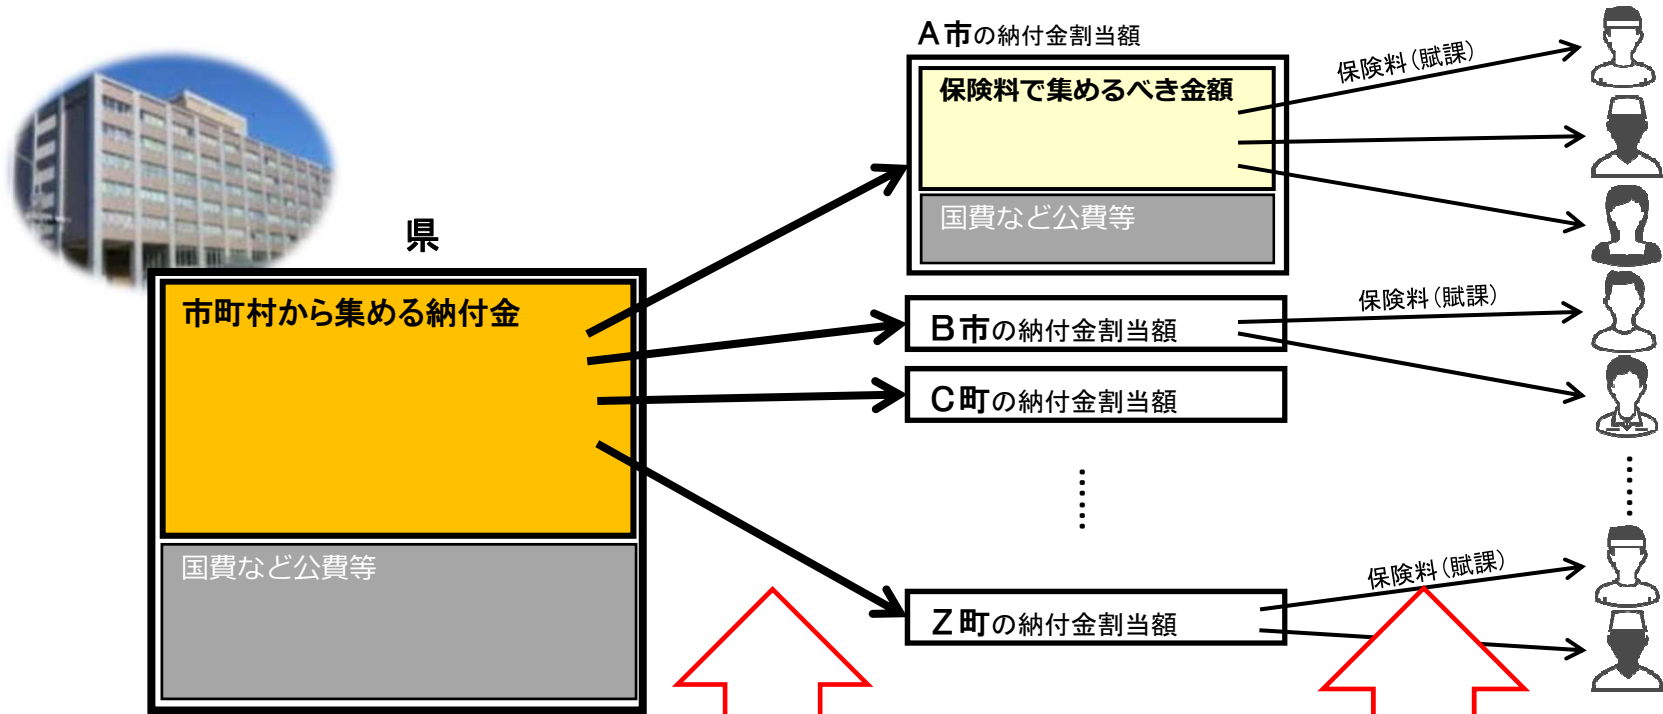 県
市町村から集める納付金
国費など公費等
A市の納付金割当額
保険料で集めるべき金額
国費など公費等
B市の納付金割当額
C町の納付金割当額
Z町の納付金割当額
保険料(賦課)
保険料(賦課)
保険料(賦課)